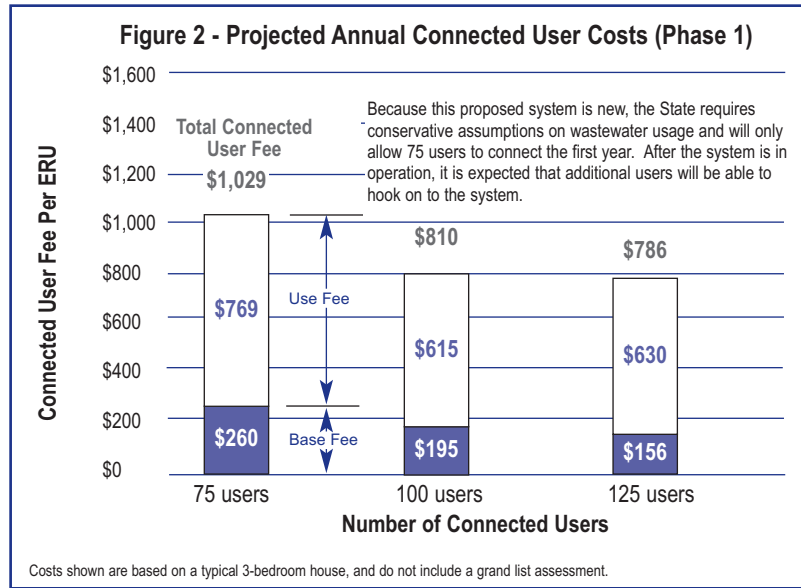 Figure 2 - Projected Annual Connected User Costs (Phase 1)
Connected User Fee Per ERU
$1,600
$1,400
$1,200
$1,000
$800
$600
$400
$200
$0
Because this proposed system is new, the State requires
conservative assumptions on wastewater usage and will only
allow 75 users to connect the first year. After the system is in
operation, it is expected that additional users will be able to
hook on to the system.
Total Connected
User Fee
$1,029
$810
$786
$769
Use Fee
$615
$630
$260
Base Fee
$195
$156
75 users
100 users
125 users
Number of Connected Users
Costs shown are based on a typical 3-bedroom house, and do not include a grand list assessment.